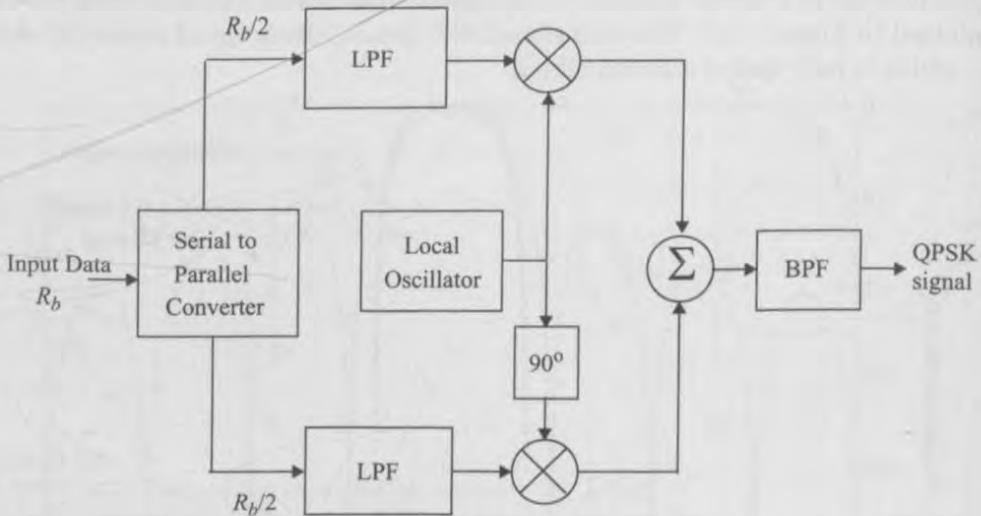 R_b/2
LPF
Input Data
R_b
Serial to
Parallel
Converter
Local
Oscillator
90°
Σ
BPF
QPSK
signal
R_b/2
LPF